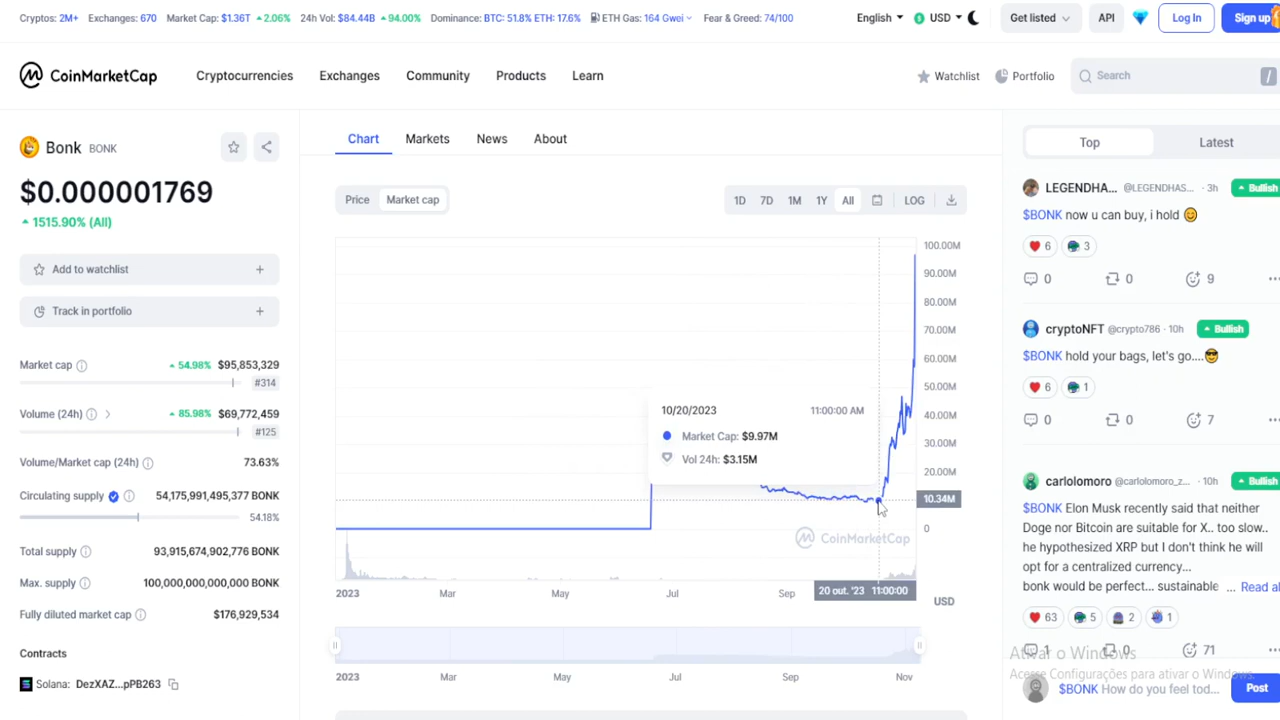 Cryptos: 2M+ Exchanges: 670 Market Cap: $1.36T 2.06% 24h Vol: $84.44B 94.00% Dominance: BTC: 51.8% ETH: 17.6% ETH Gas: 164 Gwei Fear & Greed: 74/100 English USD Get listed API Log In Sign up
CoinMarketCap Cryptocurrencies Exchanges Community Products Learn Watchlist Portfolio Search /
Bonk BONK
$0.000001769
1515.90% (All)
Add to watchlist +
Track in portfolio +
Market cap 54.98% $95,853,329
#314
Volume (24h) 85.98% $69,772,459
#125
Volume/Market cap (24h) 73.63%
Circulating supply 54,175,991,495,377 BONK
54.18%
Total supply 93,915,674,902,776 BONK
Max. supply 100,000,000,000,000 BONK
Fully diluted market cap $176,929,534
Contracts
Solana: DezXAZ...pPB263
Chart Markets News About
Price Market cap 1D 7D 1M 1Y All LOG
100.00M
90.00M
80.00M
70.00M
60.00M
50.00M
40.00M
30.00M
20.00M
10.34M
0
10/20/2023 11:00:00 AM
Market Cap: $9.97M
Vol 24h: $3.15M
CoinMarketCap
2023 Mar May Jul Sep 20 out. '23 11:00:00
USD
2023 Mar May Jul Sep Nov
Top Latest
LEGENDHA... @LEGENDHAS... · 3h Bullish
$BONK now u can buy, i hold
6 3
0 0 9
cryptoNFT @crypto786 · 10h Bullish
$BONK hold your bags, let's go....
6 1
0 0 7
carlolomoro @carlolomoro_z... · 10h Bullish
$BONK Elon Musk recently said that neither
Doge nor Bitcoin are suitable for X.. too slow..
he hypothesized XRP but I don't think he will
opt for a centralized currency...
bonk would be perfect... sustainable ... Read al
63 5 2 1
1 0 71
Ativar o Windows
Acesse Configurações para ativar o Windows.
$BONK How do you feel tod... Post